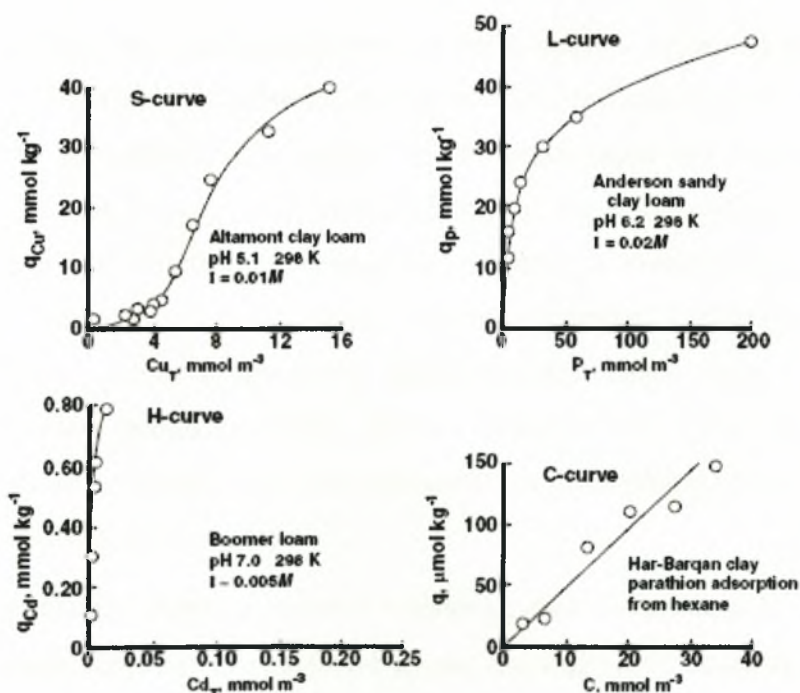 S-curve
40
30
20
10
0
q_Cu, mmol kg⁻¹
Altamont clay loam
pH 5.1 298 K
I = 0.01M
0 4 8 12 16
Cu_T, mmol m⁻³
L-curve
50
40
30
20
10
0
q_P, mmol kg⁻¹
Anderson sandy
clay loam
pH 6.2 298 K
I = 0.02M
0 50 100 150 200
P_T, mmol m⁻³
H-curve
0.80
0.60
0.40
0.20
0
q_Cd, mmol kg⁻¹
Boomer loam
pH 7.0 298 K
I – 0.005M
0 0.05 0.10 0.15 0.20 0.25
Cd_T, mmol m⁻³
C-curve
150
100
50
0
q, μmol kg⁻¹
Har-Barqan clay
parathion adsorption
from hexane
0 10 20 30 40
C, mmol m⁻³